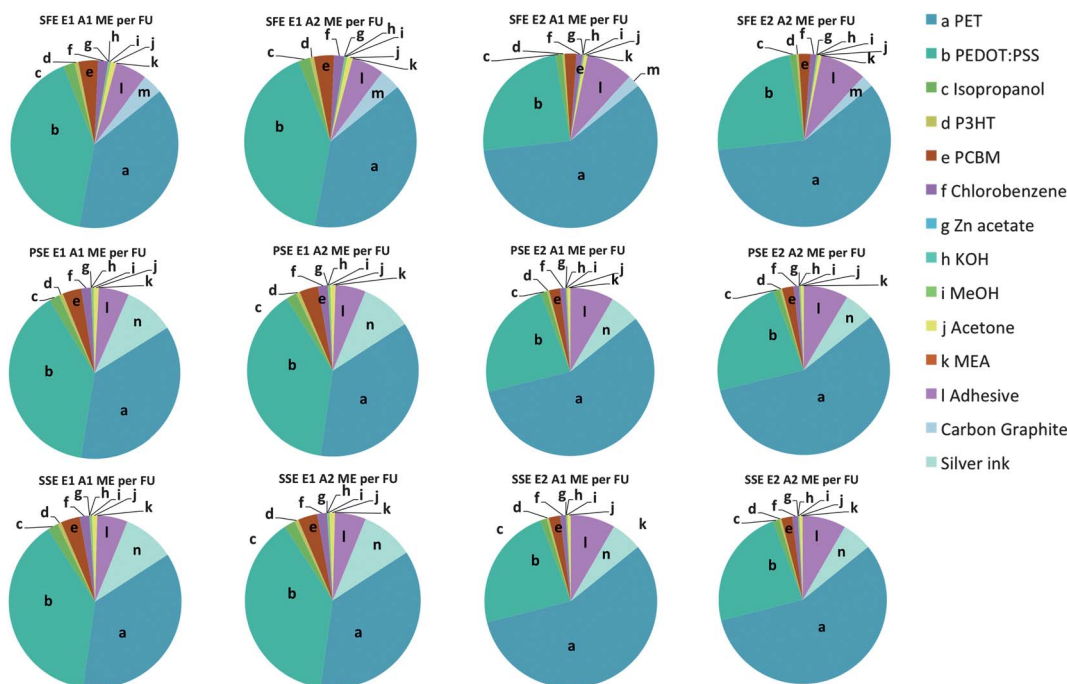 SFE E1 A1 ME per FU
SFE E1 A2 ME per FU
SFE E2 A1 ME per FU
SFE E2 A2 ME per FU
c d e f g h i j k l m a b
c d e f g h i j k l m a b
c d e f g h i j k l m a b
c d e f g h i j k l m a b
PSE E1 A1 ME per FU
PSE E1 A2 ME per FU
PSE E2 A1 ME per FU
PSE E2 A2 ME per FU
c d e f g h i j k l n a b
c d e f g h i j k l n a b
c d e f g h i j k l n a b
c d e f g h i j k l n a b
SSE E1 A1 ME per FU
SSE E1 A2 ME per FU
SSE E2 A1 ME per FU
SSE E2 A2 ME per FU
c d e f g h i j k l n a b
c d e f g h i j k l n a b
c d e f g h i j k l n a b
c d e f g h i j k l n a b
a PET
b PEDOT:PSS
c Isopropanol
d P3HT
e PCBM
f Chlorobenzene
g Zn acetate
h KOH
i MeOH
j Acetone
k MEA
l Adhesive
Carbon Graphite
Silver ink